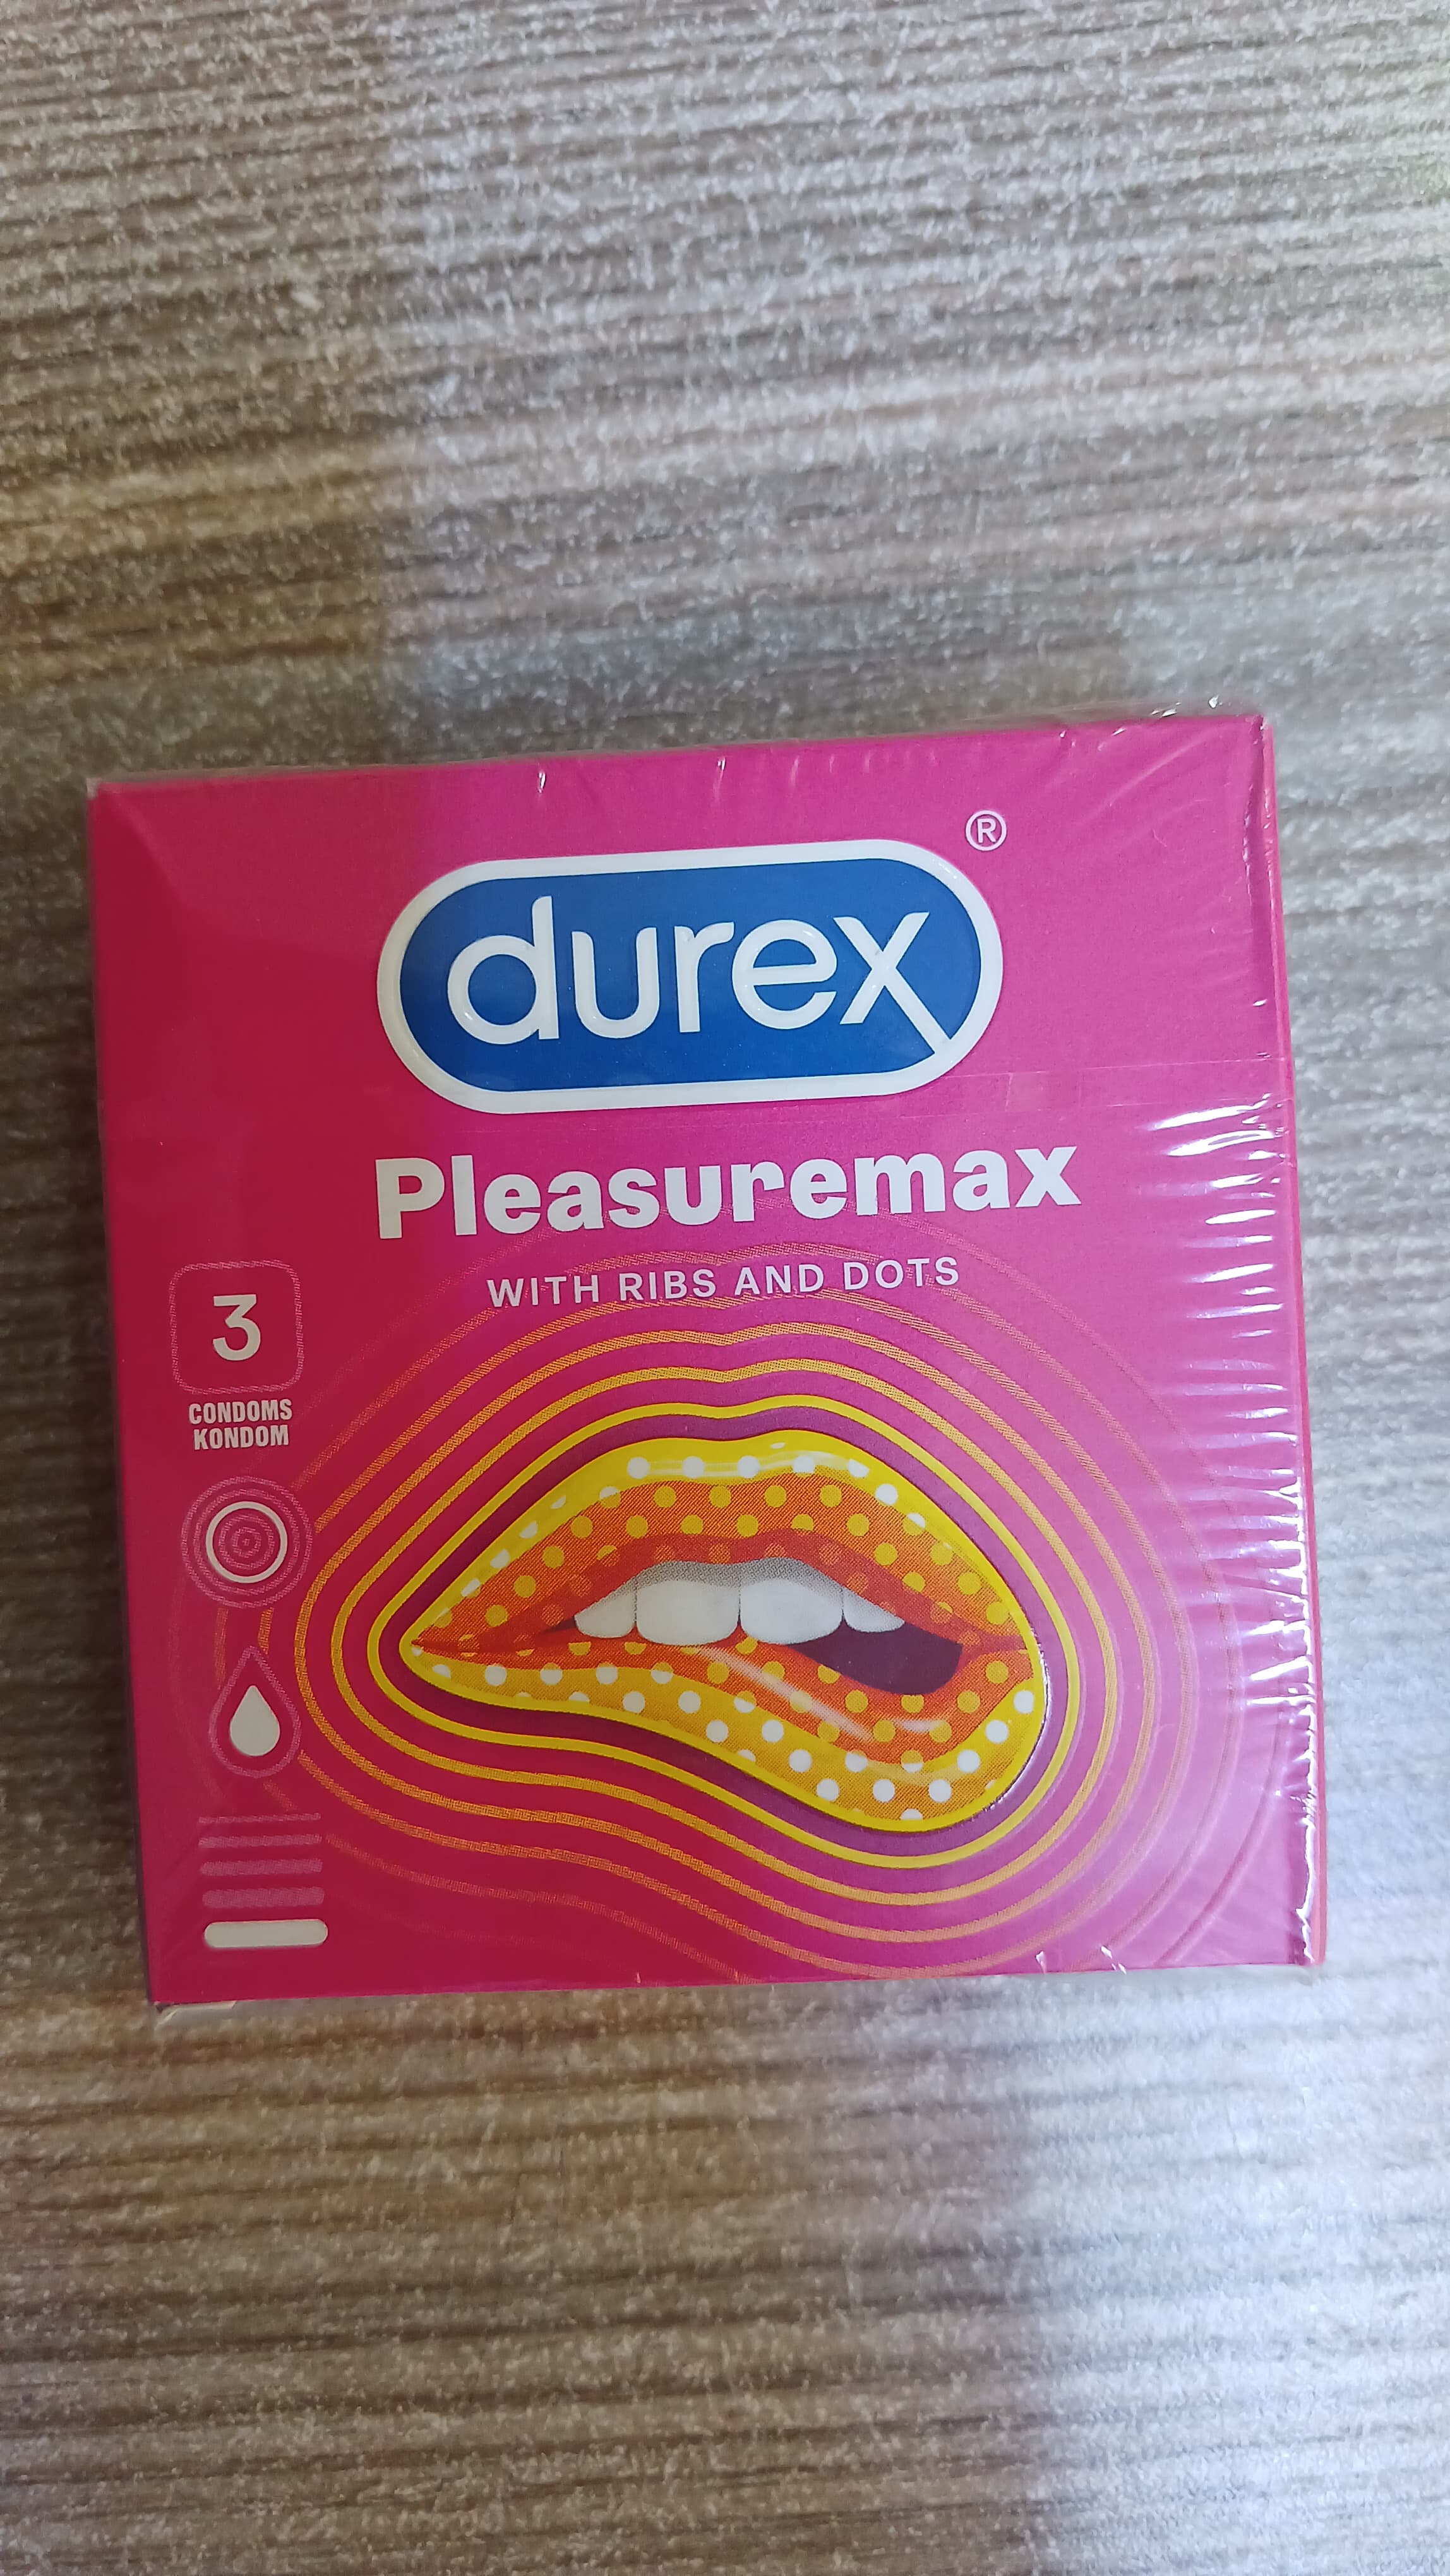 durex®
Pleasuremax
WITH RIBS AND DOTS
3
CONDOMS
KONDOM